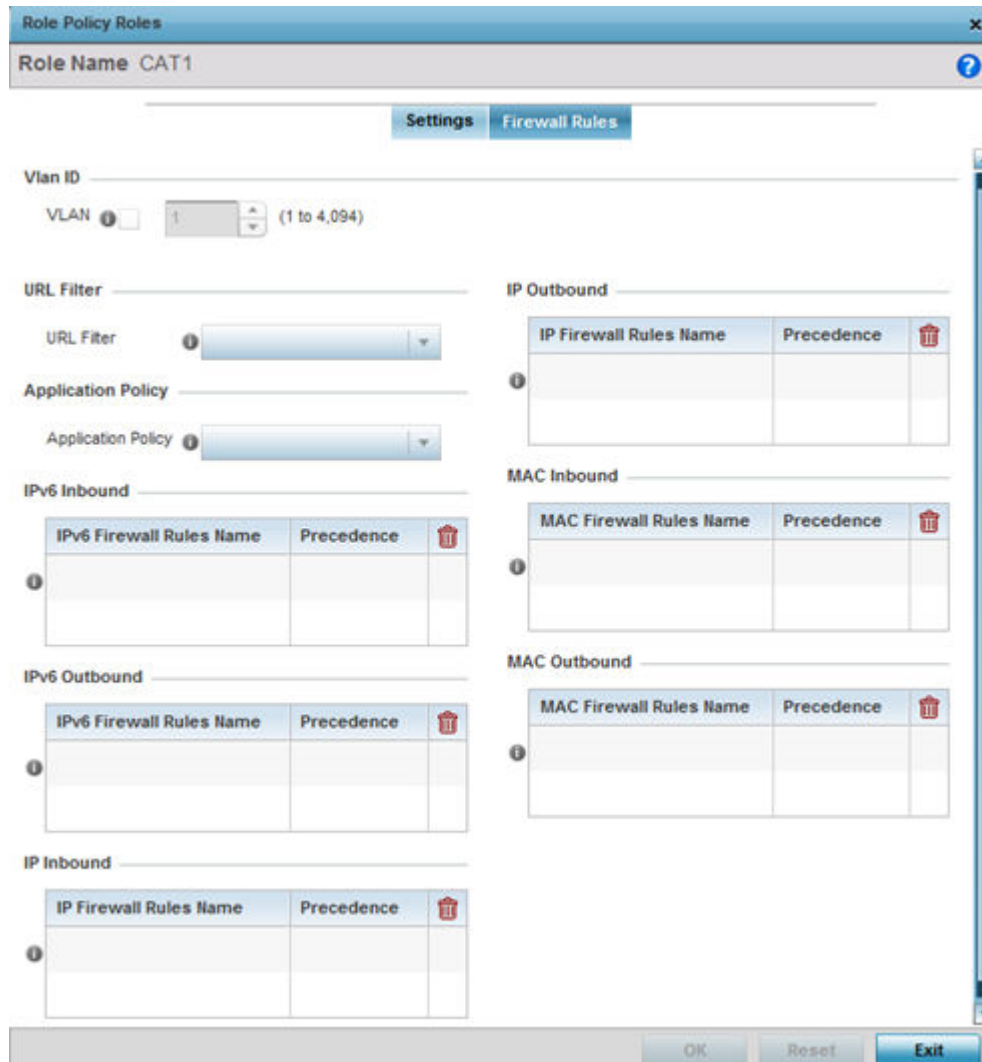 Role Policy Roles
Role Name CAT1
Settings Firewall Rules
Vlan ID
VLAN 1 (1 to 4,094)
URL Filter
URL Filter
Application Policy
Application Policy
IPv6 Inbound
IPv6 Firewall Rules Name Precedence
IPv6 Outbound
IPv6 Firewall Rules Name Precedence
IP Inbound
IP Firewall Rules Name Precedence
IP Outbound
IP Firewall Rules Name Precedence
MAC Inbound
MAC Firewall Rules Name Precedence
MAC Outbound
MAC Firewall Rules Name Precedence
OK Reset Exit